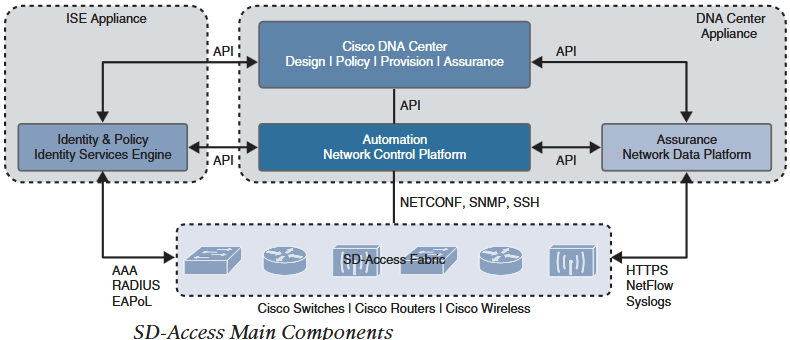 ISE Appliance
DNA Center
Appliance
API
Cisco DNA Center
Design | Policy | Provision | Assurance
API
API
Identity & Policy
Identity Services Engine
API
Automation
Network Control Platform
API
Assurance
Network Data Platform
NETCONF, SNMP, SSH
AAA
RADIUS
EAPoL
SD-Access Fabric
HTTPS
NetFlow
Syslogs
Cisco Switches | Cisco Routers | Cisco Wireless
SD-Access Main Components